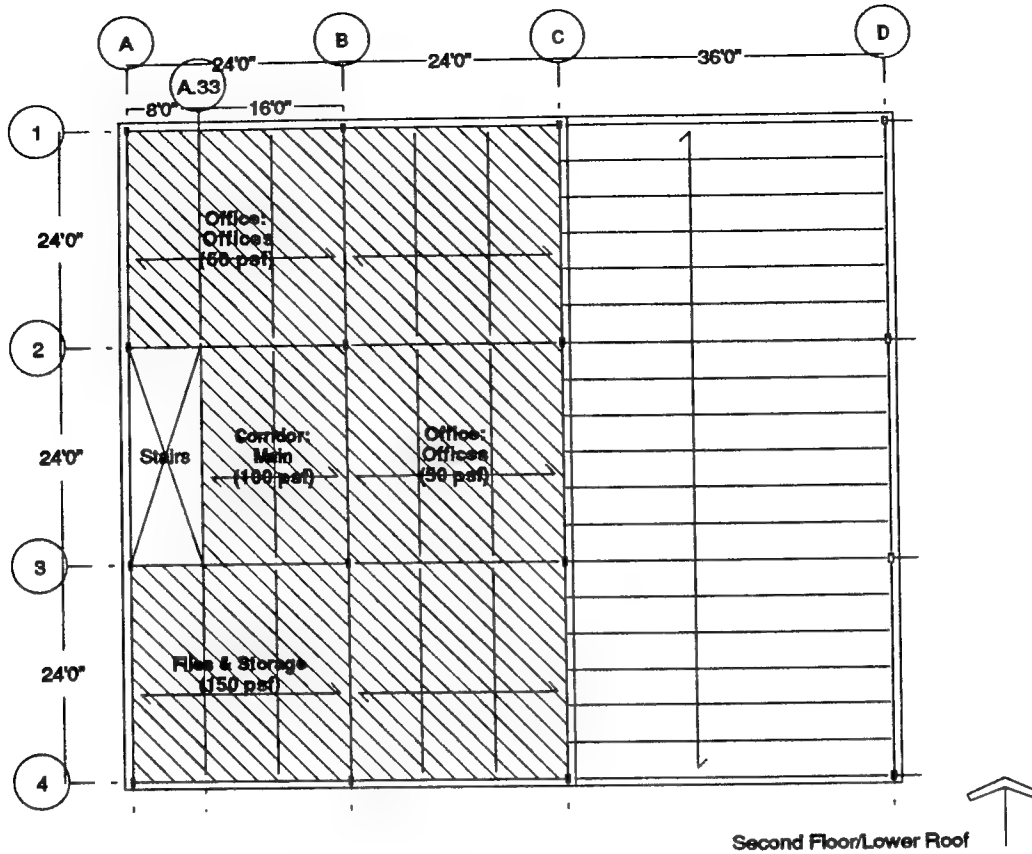 A
B
C
D
24'0"
24'0"
36'0"
A.33
8'0"
16'0"
1
24'0"
Office:
Offices
(50 psf)
2
24'0"
Stairs
Corridor:
Main
(100 psf)
Office:
Offices
(50 psf)
3
24'0"
Files & Storage
(150 psf)
4
Second Floor/Lower Roof